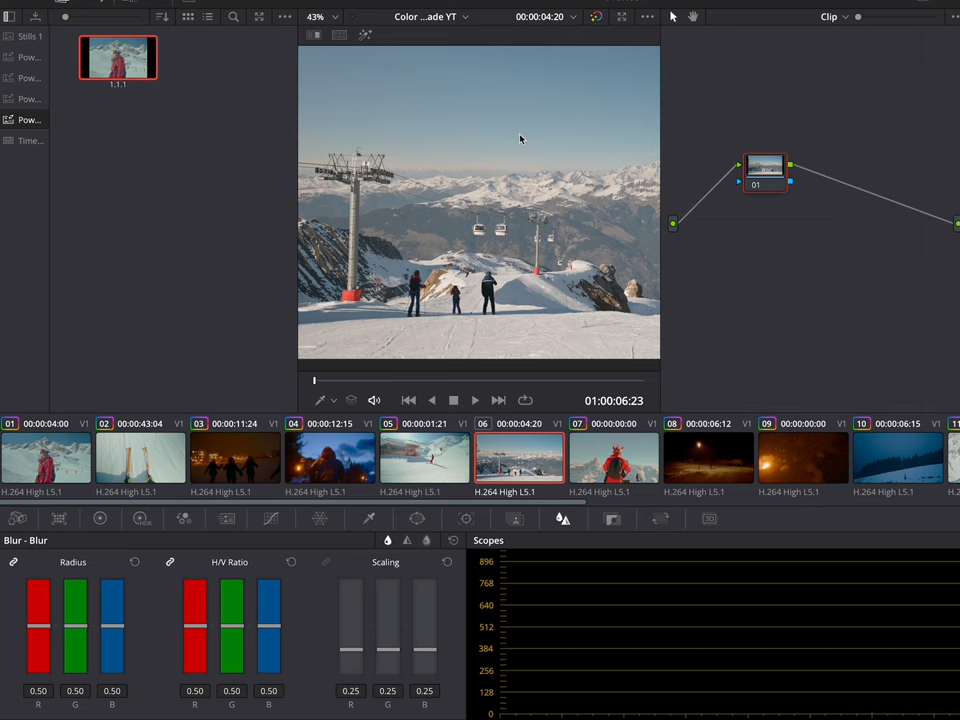 43%
Color ...ade YT
00:00:04:20
Clip
Stills 1
Pow...
Pow...
Pow...
Pow...
Time...
1.1.1
01
01:00:06:23
01 00:00:04:00 V1
02 00:00:43:04 V1
03 00:00:11:24 V1
04 00:00:12:15 V1
05 00:00:01:21 V1
06 00:00:04:20 V1
07 00:00:00:00 V1
08 00:00:06:12 V1
09 00:00:00:00 V1
10 00:00:06:15 V1
11
H.264 High L5.1
H.264 High L5.1
H.264 High L5.1
H.264 High L5.1
H.264 High L5.1
H.264 High L5.1
H.264 High L5.1
H.264 High L5.1
H.264 High L5.1
H.264 High L5.1
HDR
3D
Blur - Blur
Scopes
Radius
H/V Ratio
Scaling
896
768
640
512
384
256
128
0
0.50 0.50 0.50
R G B
0.50 0.50 0.50
R G B
0.25 0.25 0.25
R G B